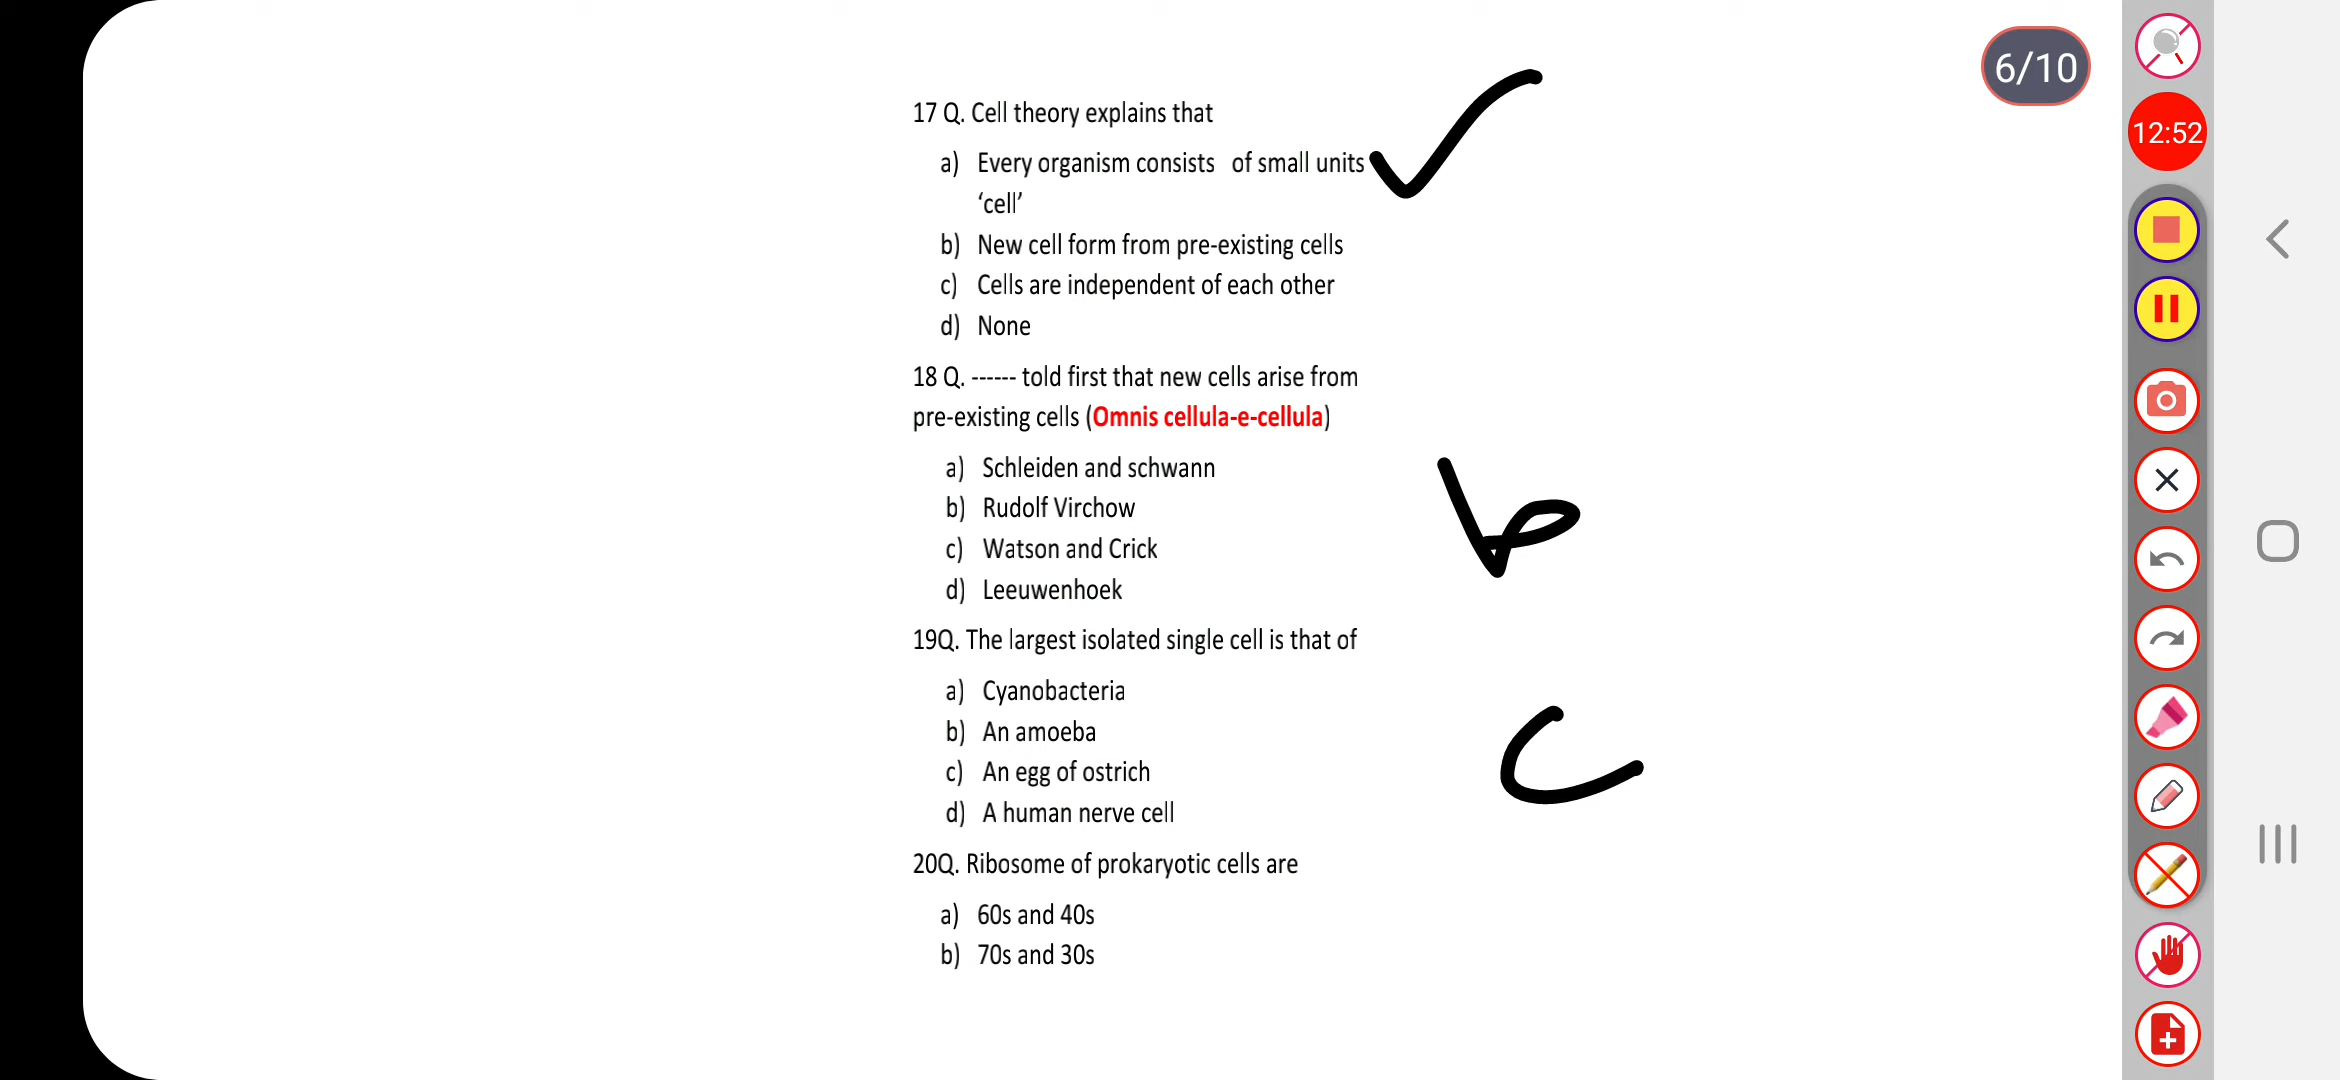 6/10
12:52
17 Q. Cell theory explains that
a) Every organism consists of small units
‘cell’
b) New cell form from pre-existing cells
c) Cells are independent of each other
d) None
18 Q. ------ told first that new cells arise from
pre-existing cells (Omnis cellula-e-cellula)
a) Schleiden and schwann
b) Rudolf Virchow
c) Watson and Crick
d) Leeuwenhoek
b
19Q. The largest isolated single cell is that of
a) Cyanobacteria
b) An amoeba
c) An egg of ostrich
d) A human nerve cell
C
20Q. Ribosome of prokaryotic cells are
a) 60s and 40s
b) 70s and 30s